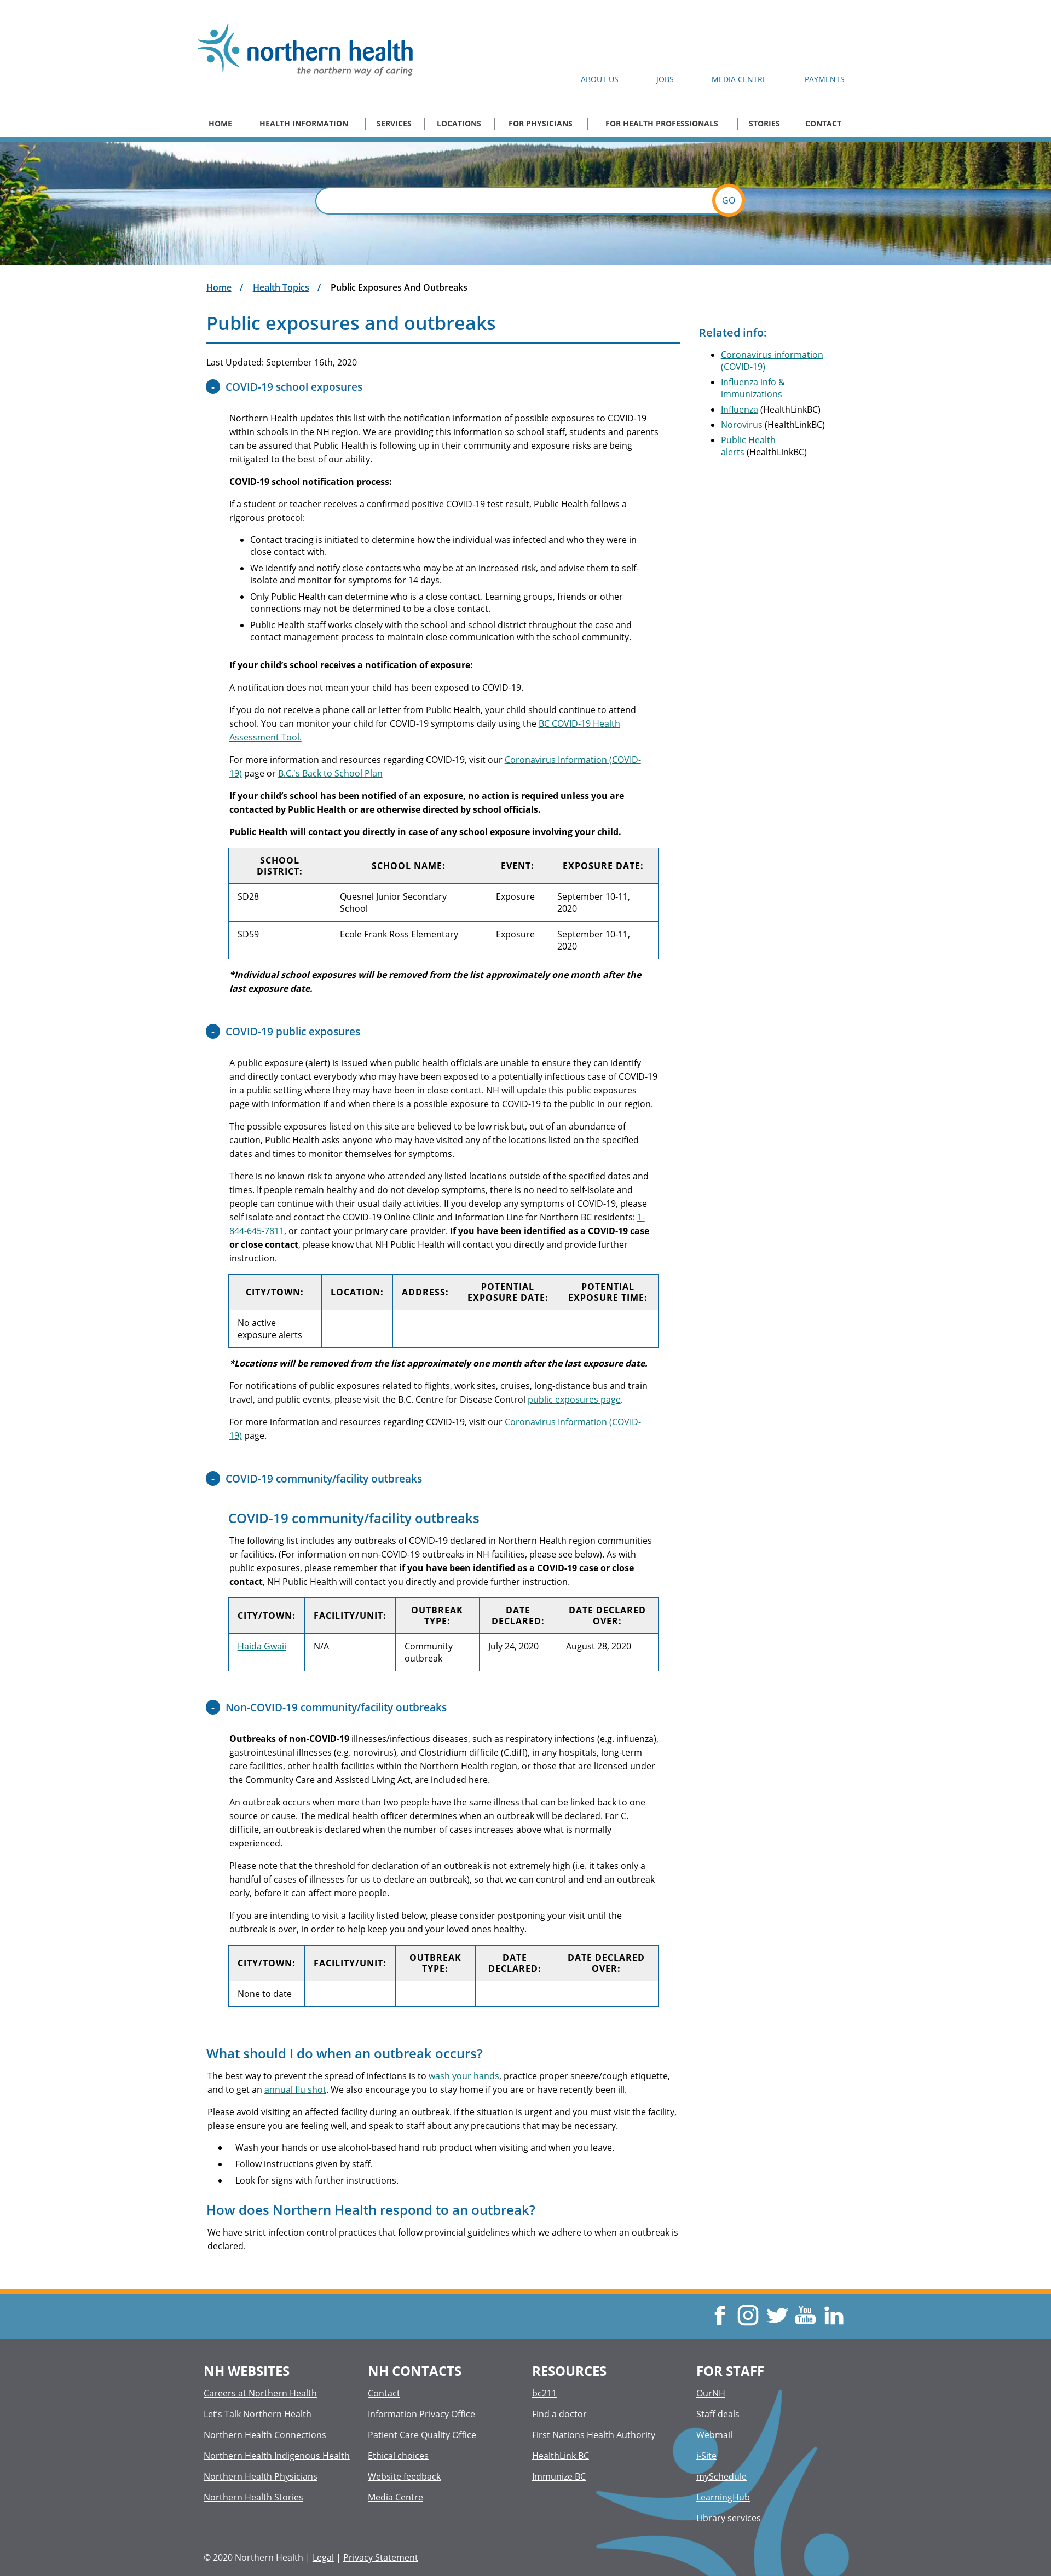 northern health
the northern way of caring
ABOUT US
JOBS
MEDIA CENTRE
PAYMENTS
HOME
HEALTH INFORMATION
SERVICES
LOCATIONS
FOR PHYSICIANS
FOR HEALTH PROFESSIONALS
STORIES
CONTACT
GO
Home / Health Topics / Public Exposures And Outbreaks
Public exposures and outbreaks
Last Updated: September 16th, 2020
- COVID-19 school exposures
Northern Health updates this list with the notification information of possible exposures to COVID-19
within schools in the NH region. We are providing this information so school staff, students and parents
can be assured that Public Health is following up in their community and exposure risks are being
mitigated to the best of our ability.
COVID-19 school notification process:
If a student or teacher receives a confirmed positive COVID-19 test result, Public Health follows a
rigorous protocol:
• Contact tracing is initiated to determine how the individual was infected and who they were in
close contact with.
• We identify and notify close contacts who may be at an increased risk, and advise them to self-
isolate and monitor for symptoms for 14 days.
• Only Public Health can determine who is a close contact. Learning groups, friends or other
connections may not be determined to be a close contact.
• Public Health staff works closely with the school and school district throughout the case and
contact management process to maintain close communication with the school community.
If your child's school receives a notification of exposure:
A notification does not mean your child has been exposed to COVID-19.
If you do not receive a phone call or letter from Public Health, your child should continue to attend
school. You can monitor your child for COVID-19 symptoms daily using the BC COVID-19 Health
Assessment Tool.
For more information and resources regarding COVID-19, visit our Coronavirus Information (COVID-
19) page or B.C.'s Back to School Plan
If your child's school has been notified of an exposure, no action is required unless you are
contacted by Public Health or are otherwise directed by school officials.
Public Health will contact you directly in case of any school exposure involving your child.
SCHOOL
DISTRICT:
SCHOOL NAME:
EVENT:
EXPOSURE DATE:
SD28
Quesnel Junior Secondary
School
Exposure
September 10-11,
2020
SD59
Ecole Frank Ross Elementary
Exposure
September 10-11,
2020
*Individual school exposures will be removed from the list approximately one month after the
last exposure date.
- COVID-19 public exposures
A public exposure (alert) is issued when public health officials are unable to ensure they can identify
and directly contact everybody who may have been exposed to a potentially infectious case of COVID-19
in a public setting where they may have been in close contact. NH will update this public exposures
page with information if and when there is a possible exposure to COVID-19 to the public in our region.
The possible exposures listed on this site are believed to be low risk but, out of an abundance of
caution, Public Health asks anyone who may have visited any of the locations listed on the specified
dates and times to monitor themselves for symptoms.
There is no known risk to anyone who attended any listed locations outside of the specified dates and
times. If people remain healthy and do not develop symptoms, there is no need to self-isolate and
people can continue with their usual daily activities. If you develop any symptoms of COVID-19, please
self isolate and contact the COVID-19 Online Clinic and Information Line for Northern BC residents: 1-
844-645-7811, or contact your primary care provider. If you have been identified as a COVID-19 case
or close contact, please know that NH Public Health will contact you directly and provide further
instruction.
CITY/TOWN:
LOCATION:
ADDRESS:
POTENTIAL
EXPOSURE DATE:
POTENTIAL
EXPOSURE TIME:
No active
exposure alerts
*Locations will be removed from the list approximately one month after the last exposure date.
For notifications of public exposures related to flights, work sites, cruises, long-distance bus and train
travel, and public events, please visit the B.C. Centre for Disease Control public exposures page.
For more information and resources regarding COVID-19, visit our Coronavirus Information (COVID-
19) page.
- COVID-19 community/facility outbreaks
COVID-19 community/facility outbreaks
The following list includes any outbreaks of COVID-19 declared in Northern Health region communities
or facilities. (For information on non-COVID-19 outbreaks in NH facilities, please see below). As with
public exposures, please remember that if you have been identified as a COVID-19 case or close
contact, NH Public Health will contact you directly and provide further instruction.
CITY/TOWN:
FACILITY/UNIT:
OUTBREAK
TYPE:
DATE
DECLARED:
DATE DECLARED
OVER:
Haida Gwaii
N/A
Community
outbreak
July 24, 2020
August 28, 2020
- Non-COVID-19 community/facility outbreaks
Outbreaks of non-COVID-19 illnesses/infectious diseases, such as respiratory infections (e.g. influenza),
gastrointestinal illnesses (e.g. norovirus), and Clostridium difficile (C.diff), in any hospitals, long-term
care facilities, other health facilities within the Northern Health region, or those that are licensed under
the Community Care and Assisted Living Act, are included here.
An outbreak occurs when more than two people have the same illness that can be linked back to one
source or cause. The medical health officer determines when an outbreak will be declared. For C.
difficile, an outbreak is declared when the number of cases increases above what is normally
experienced.
Please note that the threshold for declaration of an outbreak is not extremely high (i.e. it takes only a
handful of cases of illnesses for us to declare an outbreak), so that we can control and end an outbreak
early, before it can affect more people.
If you are intending to visit a facility listed below, please consider postponing your visit until the
outbreak is over, in order to help keep you and your loved ones healthy.
CITY/TOWN:
FACILITY/UNIT:
OUTBREAK
TYPE:
DATE
DECLARED:
DATE DECLARED
OVER:
None to date
What should I do when an outbreak occurs?
The best way to prevent the spread of infections is to wash your hands, practice proper sneeze/cough etiquette,
and to get an annual flu shot. We also encourage you to stay home if you are or have recently been ill.
Please avoid visiting an affected facility during an outbreak. If the situation is urgent and you must visit the facility,
please ensure you are feeling well, and speak to staff about any precautions that may be necessary.
• Wash your hands or use alcohol-based hand rub product when visiting and when you leave.
• Follow instructions given by staff.
• Look for signs with further instructions.
How does Northern Health respond to an outbreak?
We have strict infection control practices that follow provincial guidelines which we adhere to when an outbreak is
declared.
Related info:
• Coronavirus information
(COVID-19)
• Influenza info &
immunizations
• Influenza (HealthLinkBC)
• Norovirus (HealthLinkBC)
• Public Health
alerts (HealthLinkBC)
f
You
Tube
in
NH WEBSITES
Careers at Northern Health
Let's Talk Northern Health
Northern Health Connections
Northern Health Indigenous Health
Northern Health Physicians
Northern Health Stories
NH CONTACTS
Contact
Information Privacy Office
Patient Care Quality Office
Ethical choices
Website feedback
Media Centre
RESOURCES
bc211
Find a doctor
First Nations Health Authority
HealthLink BC
Immunize BC
FOR STAFF
OurNH
Staff deals
Webmail
i-Site
mySchedule
LearningHub
Library services
© 2020 Northern Health | Legal | Privacy Statement